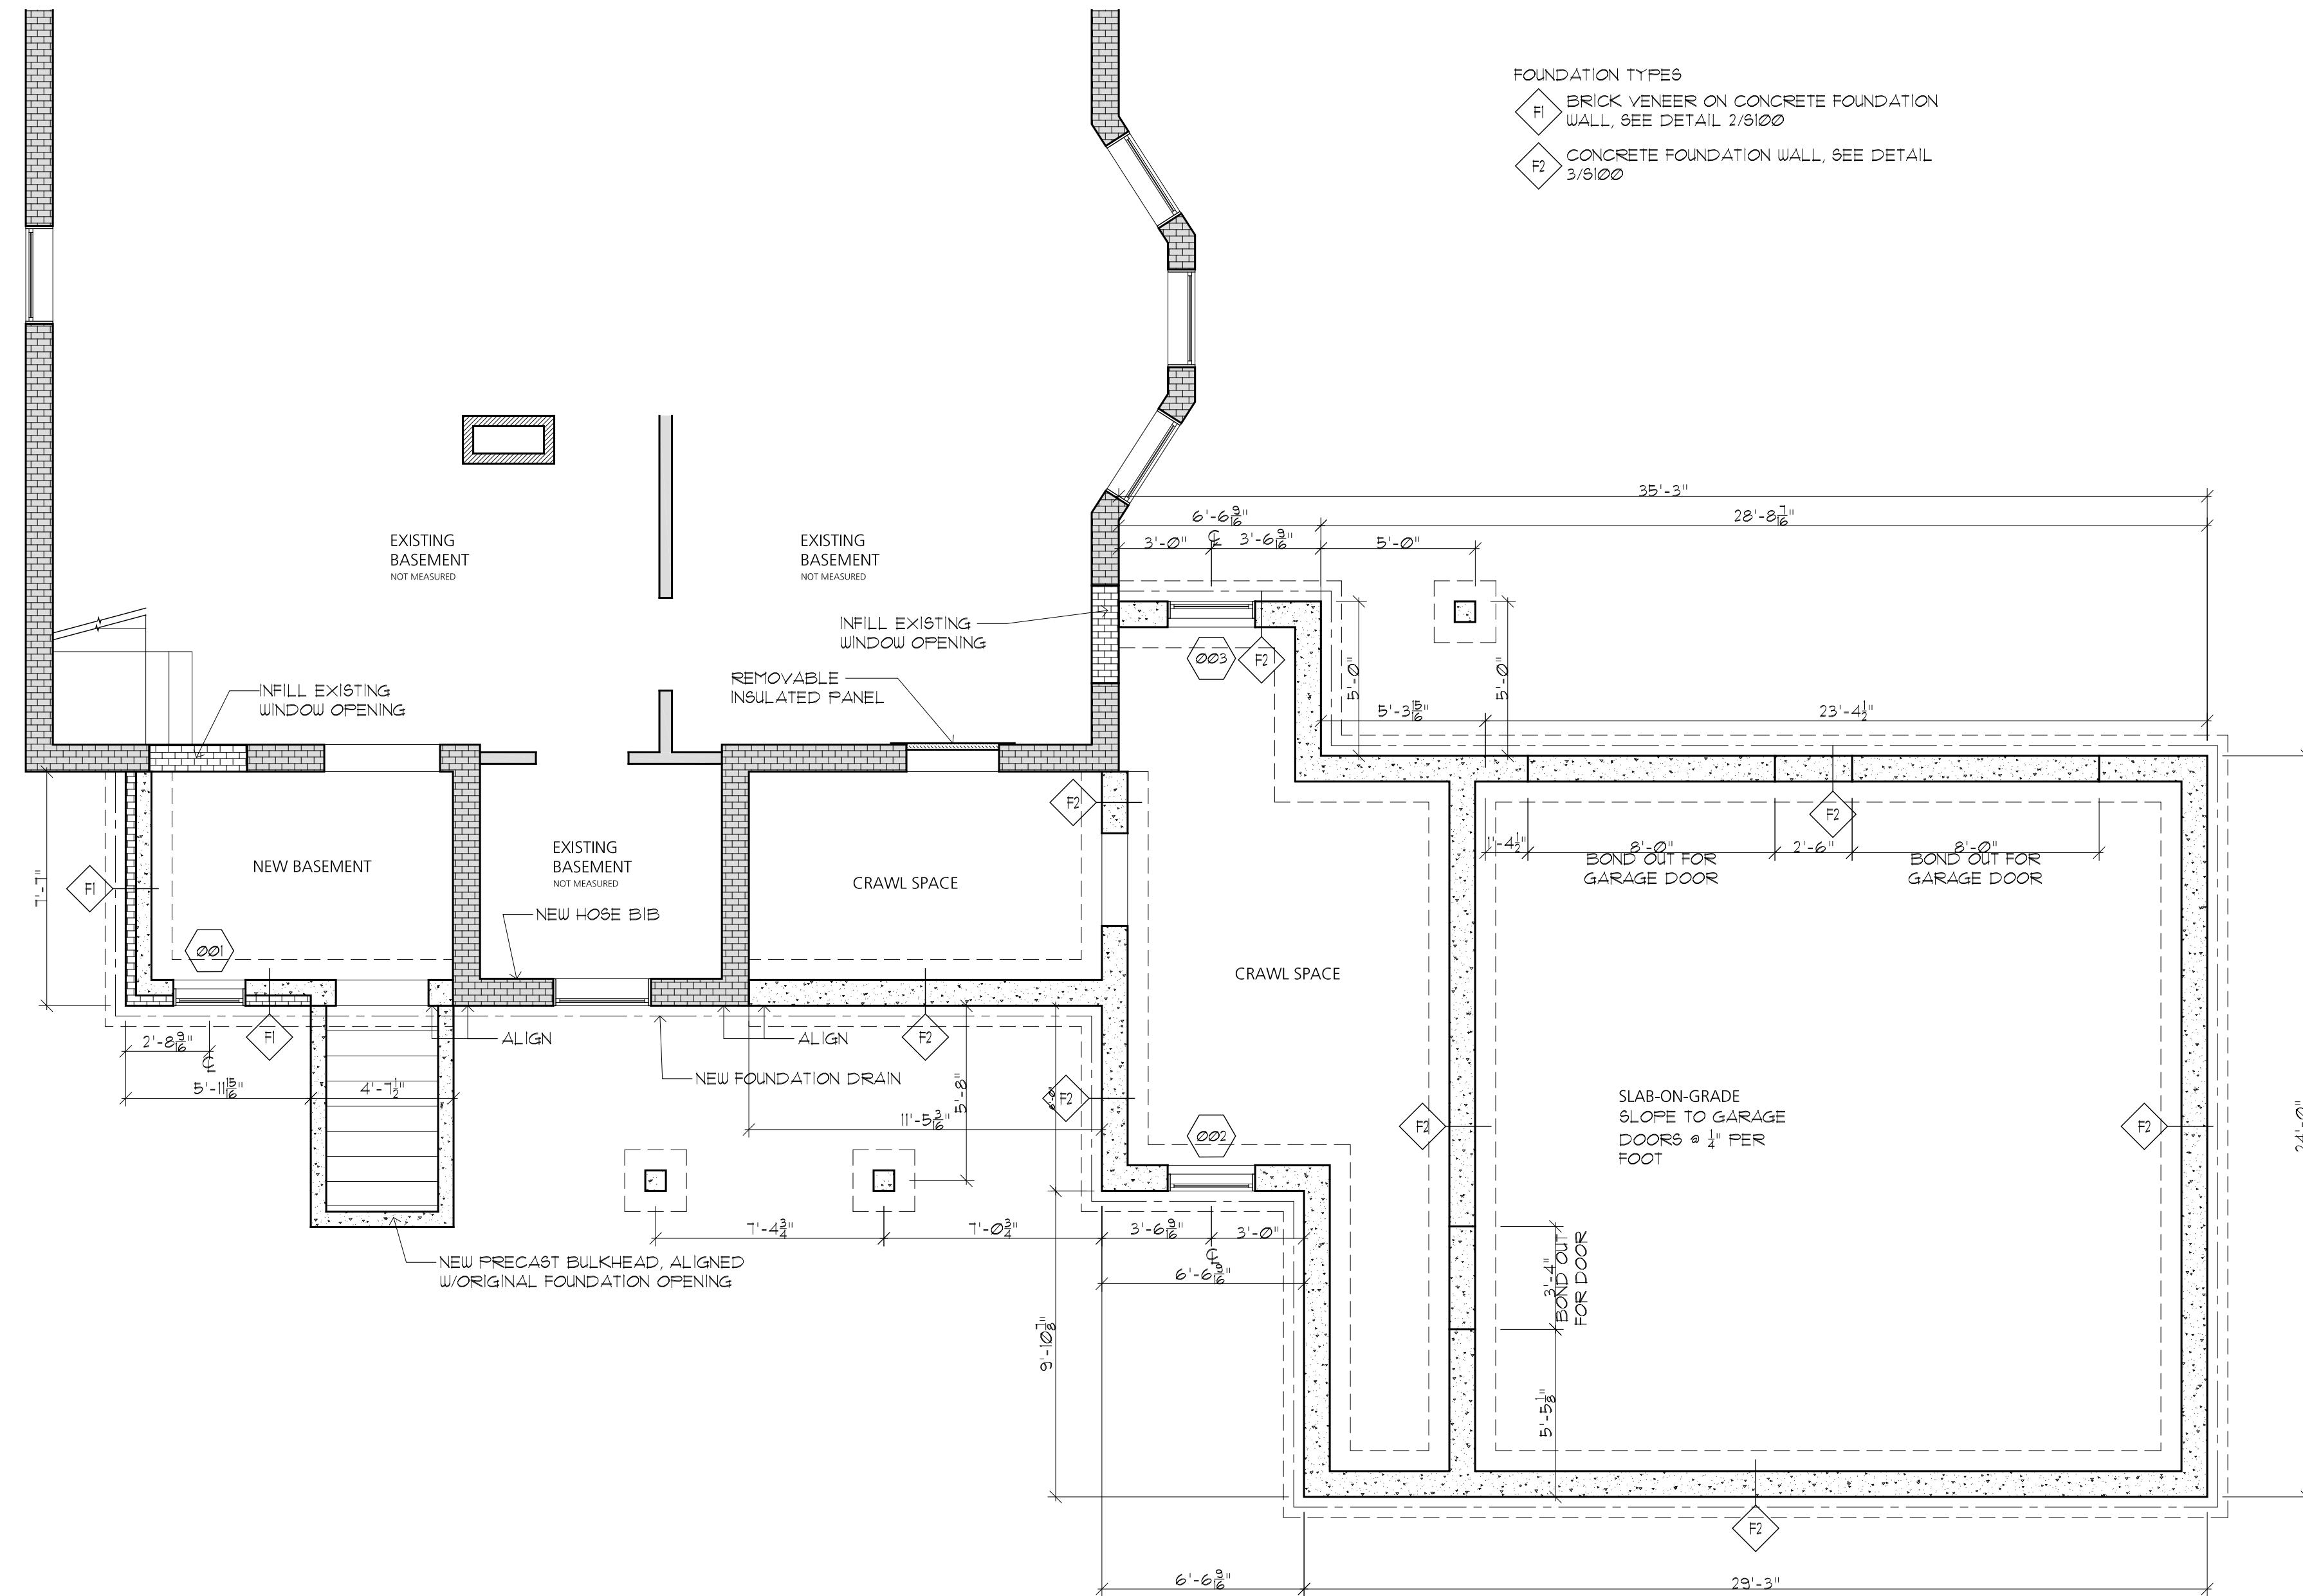 FOUNDATION TYPES
F1
BRICK VENEER ON CONCRETE FOUNDATION
WALL, SEE DETAIL 2/S100
F2
CONCRETE FOUNDATION WALL, SEE DETAIL
3/S100
35'-3"
6'-6 9/16"
28'-8 7/16"
3'-0"
℄
3'-6 9/16"
5'-0"
EXISTING
BASEMENT
NOT MEASURED
EXISTING
BASEMENT
NOT MEASURED
INFILL EXISTING
WINDOW OPENING
003
F2
5'-0"
5'-0"
REMOVABLE
INSULATED PANEL
INFILL EXISTING
WINDOW OPENING
5'-3 15/16"
23'-4 1/2"
F2
F2
1'-4 1/2"
8'-0"
2'-6"
8'-0"
BOND OUT FOR
GARAGE DOOR
BOND OUT FOR
GARAGE DOOR
NEW BASEMENT
EXISTING
BASEMENT
NOT MEASURED
CRAWL SPACE
F1
7'-7"
NEW HOSE BIB
001
CRAWL SPACE
F1
ALIGN
ALIGN
F2
2'-8 9/16"
℄
NEW FOUNDATION DRAIN
5'-11 15/16"
4'-7 1/2"
5'-8"
F2
11'-5 3/16"
002
F2
SLAB-ON-GRADE
SLOPE TO GARAGE
DOORS @ 1/4" PER
FOOT
F2
24'-0"
7'-4 3/4"
7'-0 3/4"
3'-6 9/16"
3'-0"
℄
6'-6 9/16"
NEW PRECAST BULKHEAD, ALIGNED
W/ORIGINAL FOUNDATION OPENING
3'-4"
BOND OUT
FOR DOOR
9'-10 7/8"
5'-5 1/8"
F2
6'-6 9/16"
29'-3"